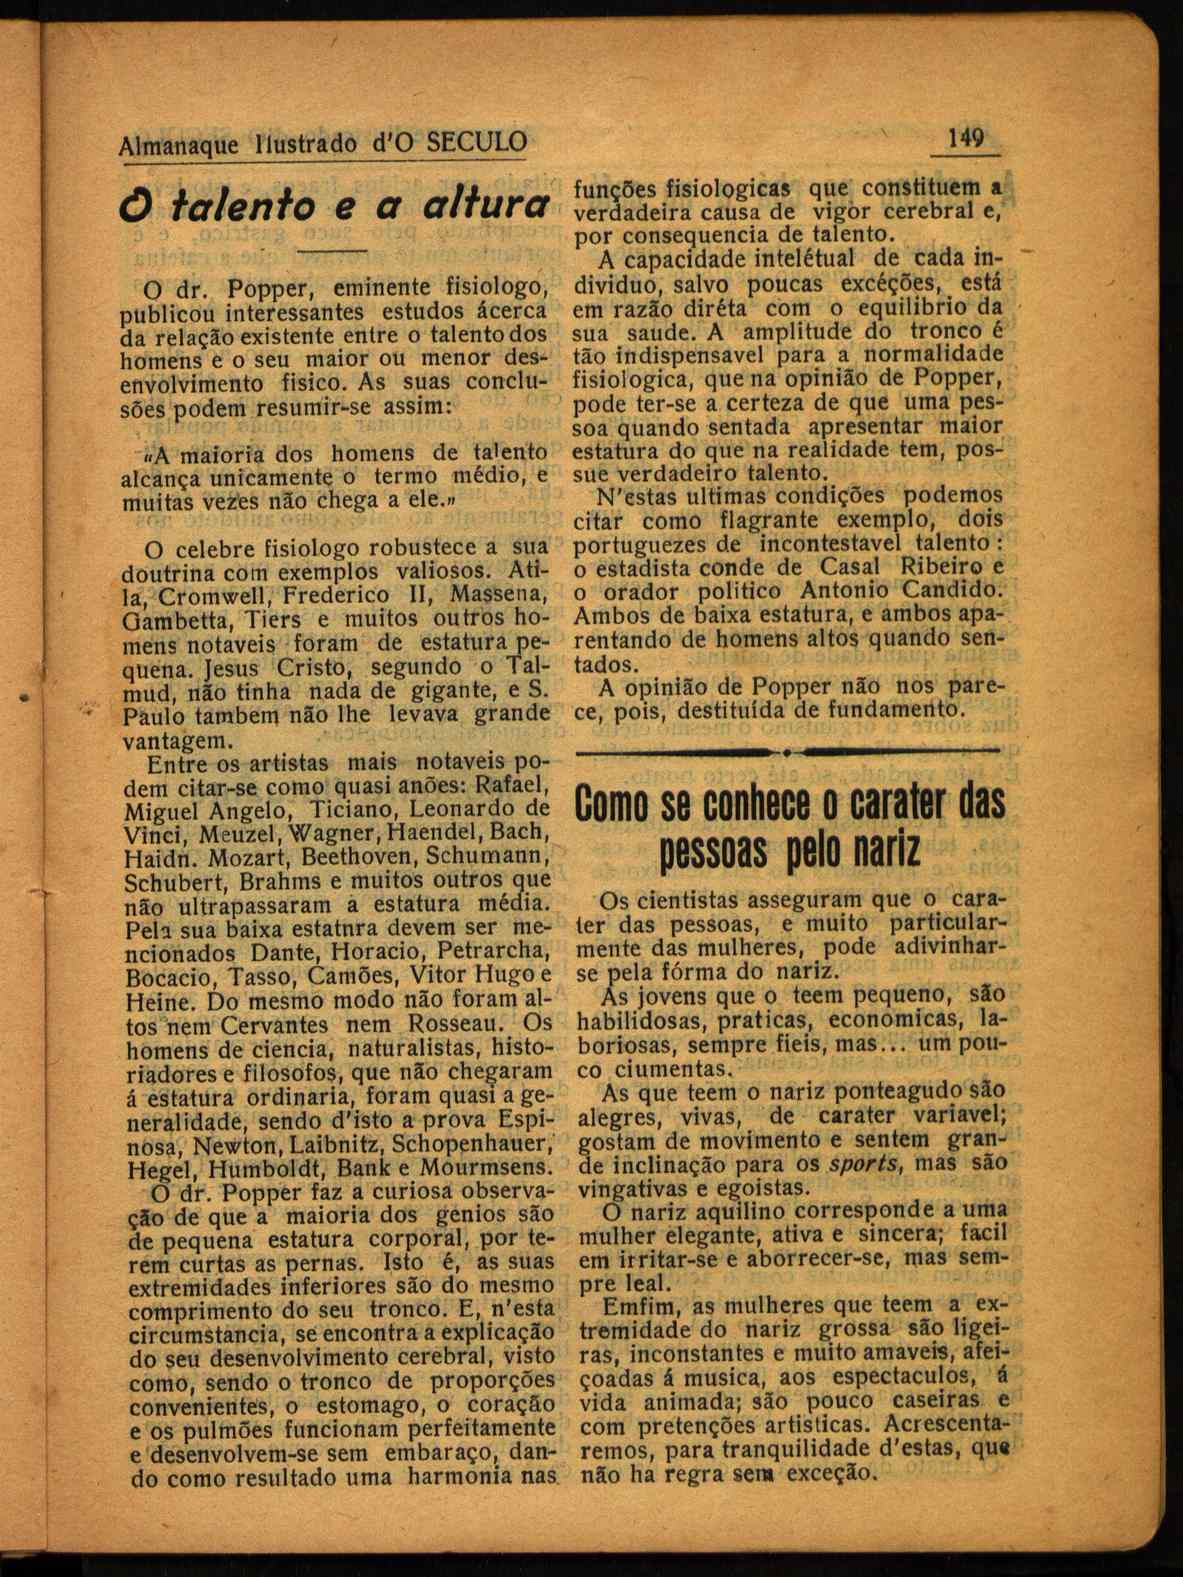 Almanaque Ilustrado d'O SECULO
149
O talento e a altura
O dr. Popper, eminente fisiologo,
publicou interessantes estudos ácerca
da relação existente entre o talento dos
homens e o seu maior ou menor des-
envolvimento fisico. As suas conclu-
sões podem resumir-se assim:
«A maioria dos homens de talento
alcança unicamente o termo médio, e
muitas vezes não chega a ele.»
O celebre fisiologo robustece a sua
doutrina com exemplos valiosos. Ati-
la, Cromwell, Frederico II, Massena,
Gambetta, Tiers e muitos outros ho-
mens notaveis foram de estatura pe-
quena. Jesus Cristo, segundo o Tal-
mud, não tinha nada de gigante, e S.
Paulo tambem não lhe levava grande
vantagem.
Entre os artistas mais notaveis po-
dem citar-se como quasi anões: Rafael,
Miguel Angelo, Ticiano, Leonardo de
Vinci, Meuzel, Wagner, Haendel, Bach,
Haidn. Mozart, Beethoven, Schumann,
Schubert, Brahms e muitos outros que
não ultrapassaram a estatura média.
Pela sua baixa estatnra devem ser me-
ncionados Dante, Horacio, Petrarcha,
Bocacio, Tasso, Camões, Vitor Hugo e
Heine. Do mesmo modo não foram al-
tos nem Cervantes nem Rosseau. Os
homens de ciencia, naturalistas, histo-
riadores e filosofos, que não chegaram
á estatura ordinaria, foram quasi a ge-
neralidade, sendo d'isto a prova Espi-
nosa, Newton, Laibnitz, Schopenhauer,
Hegel, Humboldt, Bank e Mourmsens.
O dr. Popper faz a curiosa observa-
ção de que a maioria dos genios são
de pequena estatura corporal, por te-
rem curtas as pernas. Isto é, as suas
extremidades inferiores são do mesmo
comprimento do seu tronco. E, n'esta
circumstancia, se encontra a explicação
do seu desenvolvimento cerebral, visto
como, sendo o tronco de proporções
convenientes, o estomago, o coração
e os pulmões funcionam perfeitamente
e desenvolvem-se sem embaraço, dan-
do como resultado uma harmonia nas
funções fisiologicas que constituem a
verdadeira causa de vigor cerebral e,
por consequencia de talento.
A capacidade intelétual de cada in-
dividuo, salvo poucas excéções, está
em razão diréta com o equilibrio da
sua saude. A amplitude do tronco é
tão indispensavel para a normalidade
fisiologica, que na opinião de Popper,
pode ter-se a certeza de que uma pes-
soa quando sentada apresentar maior
estatura do que na realidade tem, pos-
sue verdadeiro talento.
N'estas ultimas condições podemos
citar como flagrante exemplo, dois
portuguezes de incontestavel talento:
o estadista conde de Casal Ribeiro e
o orador politico Antonio Candido.
Ambos de baixa estatura, e ambos apa-
rentando de homens altos quando sen-
tados.
A opinião de Popper não nos pare-
ce, pois, destituída de fundamento.
Como se conhece o carater das
pessoas pelo nariz
Os cientistas asseguram que o cara-
ter das pessoas, e muito particular-
mente das mulheres, pode adivinhar-
se pela fórma do nariz.
As jovens que o teem pequeno, são
habilidosas, praticas, economicas, la-
boriosas, sempre fieis, mas... um pou-
co ciumentas.
As que teem o nariz ponteagudo são
alegres, vivas, de carater variavel;
gostam de movimento e sentem gran-
de inclinação para os sports, mas são
vingativas e egoistas.
O nariz aquilino corresponde a uma
mulher elegante, ativa e sincera; facil
em irritar-se e aborrecer-se, mas sem-
pre leal.
Emfim, as mulheres que teem a ex-
tremidade do nariz grossa são ligei-
ras, inconstantes e muito amaveis, afei-
çoadas á musica, aos espectaculos, á
vida animada; são pouco caseiras e
com pretenções artisticas. Acrescenta-
remos, para tranquilidade d'estas, que
não ha regra sem exceção.